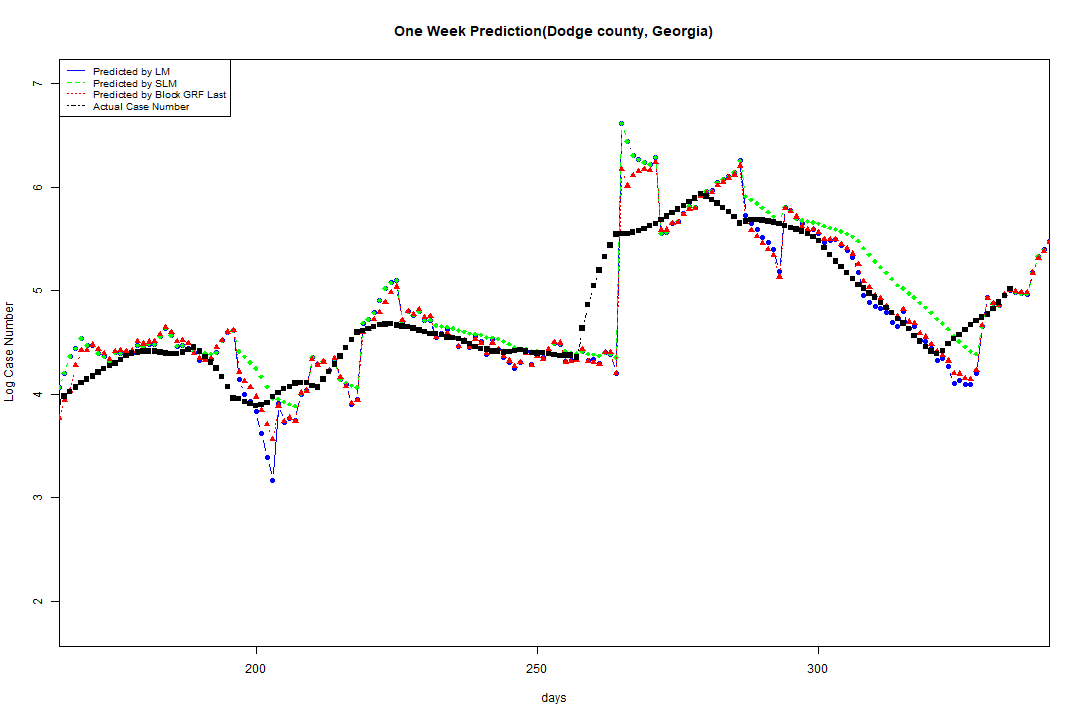 One Week Prediction(Dodge county, Georgia)
Predicted by LM
Predicted by SLM
Predicted by Block GRF Last
Actual Case Number
7
6
5
4
3
2
Log Case Number
200 250 300
days